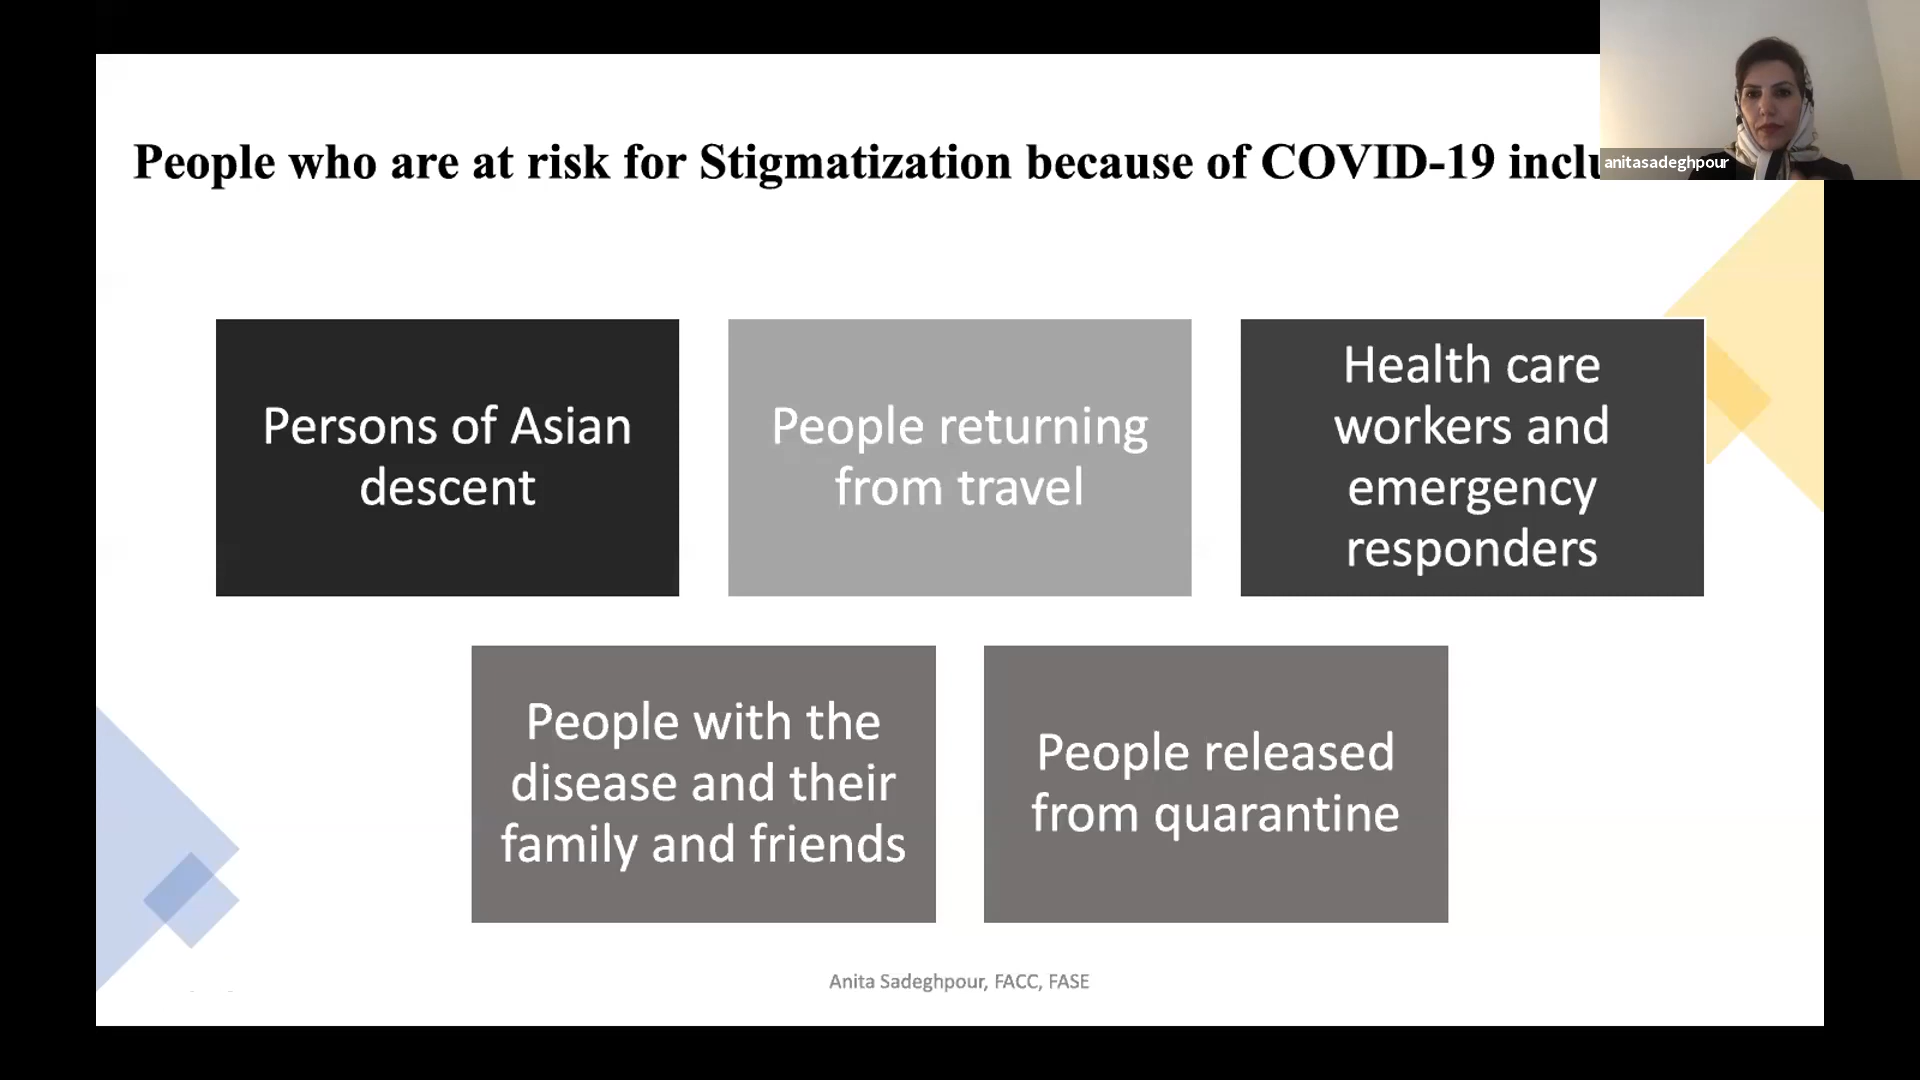 People who are at risk for Stigmatization because of COVID-19 inclu
anitasadeghpour
Persons of Asian
descent
People returning
from travel
Health care
workers and
emergency
responders
People with the
disease and their
family and friends
People released
from quarantine
Anita Sadeghpour, FACC, FASE